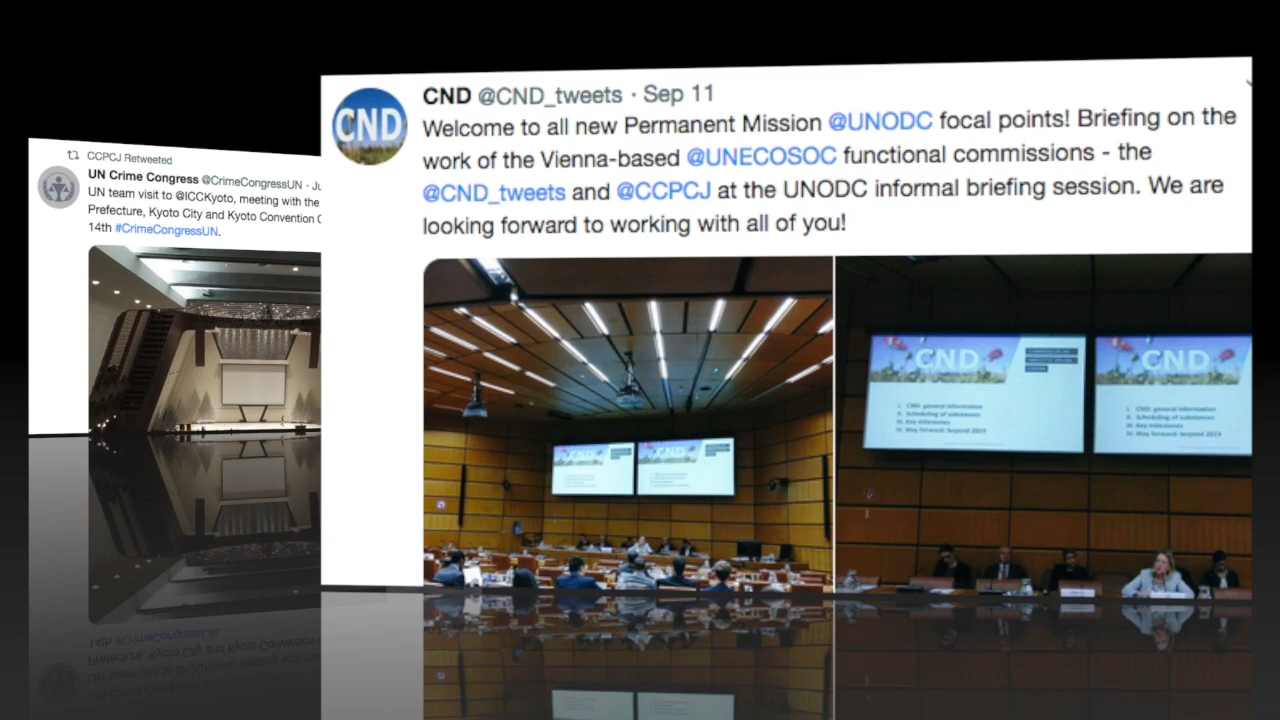 CCPCJ Retweeted
UN Crime Congress @CrimeCongressUN ·
UN team visit to @ICCKyoto, meeting with the
Prefecture, Kyoto City and Kyoto Convention
14th #CrimeCongressUN.
CND
CND @CND_tweets · Sep 11
Welcome to all new Permanent Mission @UNODC focal points! Briefing on the
work of the Vienna-based @UNECOSOC functional commissions - the
@CND_tweets and @CCPCJ at the UNODC informal briefing session. We are
looking forward to working with all of you!
CND
CND
CND
I. CND: general information
II. Scheduling of substances
III. Key milestones
IV. Way forward: beyond 2019
CND
I. CND: general information
II. Scheduling of substances
III. Key milestones
IV. Way forward: beyond 2019